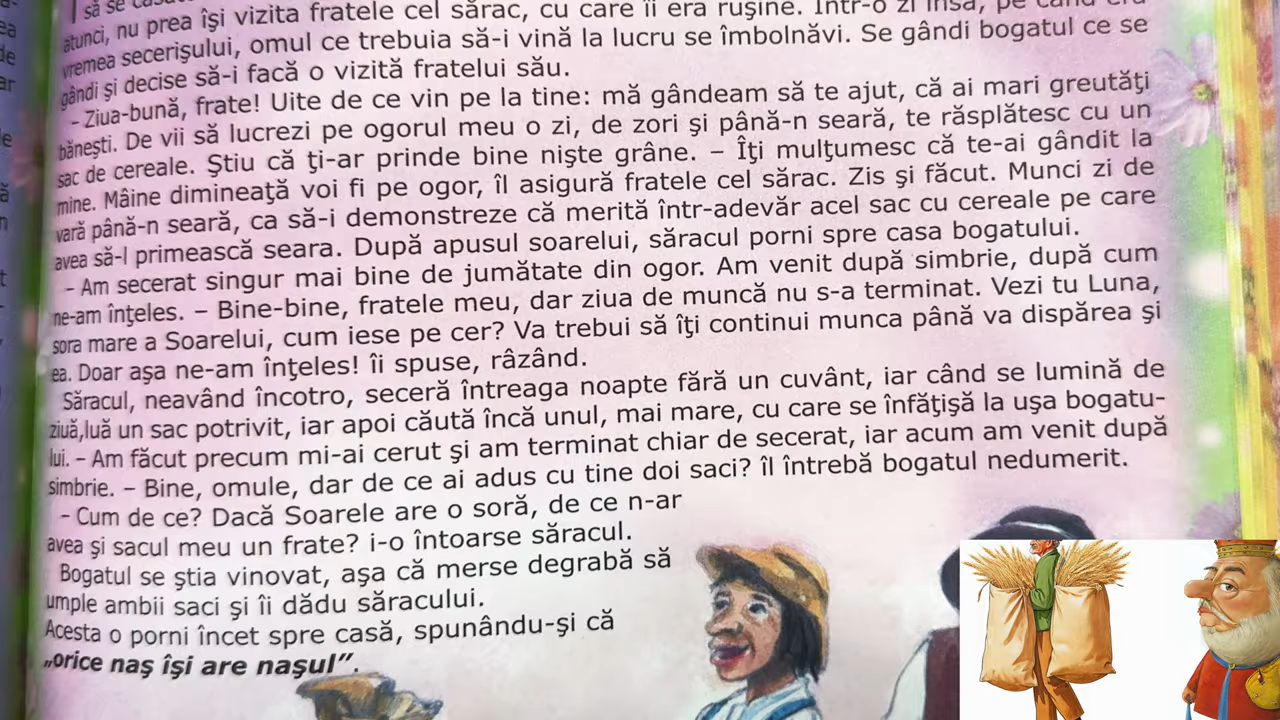 să se
atunci, nu prea își vizita fratele cel sărac, cu care îi era rușine. Într-o zi însă, pe când era
vremea secerişului, omul ce trebuia să-i vină la lucru se îmbolnăvi. Se gândi bogatul ce se
gândi şi decise să-i facă o vizită fratelui său.
– Ziua-bună, frate! Uite de ce vin pe la tine: mă gândeam să te ajut, că ai mari greutăţi
băneşti. De vii să lucrezi pe ogorul meu o zi, de zori şi până-n seară, te răsplătesc cu un
sac de cereale. Ştiu că ţi-ar prinde bine nişte grâne. – Îţi mulţumesc că te-ai gândit la
mine. Mâine dimineaţă voi fi pe ogor, îl asigură fratele cel sărac. Zis şi făcut. Munci zi de
vară până-n seară, ca să-i demonstreze că merită într-adevăr acel sac cu cereale pe care
avea să-l primească seara. După apusul soarelui, săracul porni spre casa bogatului.
– Am secerat singur mai bine de jumătate din ogor. Am venit după simbrie, după cum
ne-am înţeles. – Bine-bine, fratele meu, dar ziua de muncă nu s-a terminat. Vezi tu Luna,
sora mare a Soarelui, cum iese pe cer? Va trebui să îţi continui munca până va dispărea şi
ea. Doar aşa ne-am înţeles! îi spuse, râzând.
Săracul, neavând încotro, seceră întreaga noapte fără un cuvânt, iar când se lumină de
ziuă,luă un sac potrivit, iar apoi căută încă unul, mai mare, cu care se înfăţişă la uşa bogatu-
lui. – Am făcut precum mi-ai cerut şi am terminat chiar de secerat, iar acum am venit după
simbrie. – Bine, omule, dar de ce ai adus cu tine doi saci? îl întrebă bogatul nedumerit.
– Cum de ce? Dacă Soarele are o soră, de ce n-ar
avea şi sacul meu un frate? i-o întoarse săracul.
Bogatul se ştia vinovat, aşa că merse degrabă să
umple ambii saci şi îi dădu săracului.
Acesta o porni încet spre casă, spunându-şi că
„orice naş îşi are naşul”.